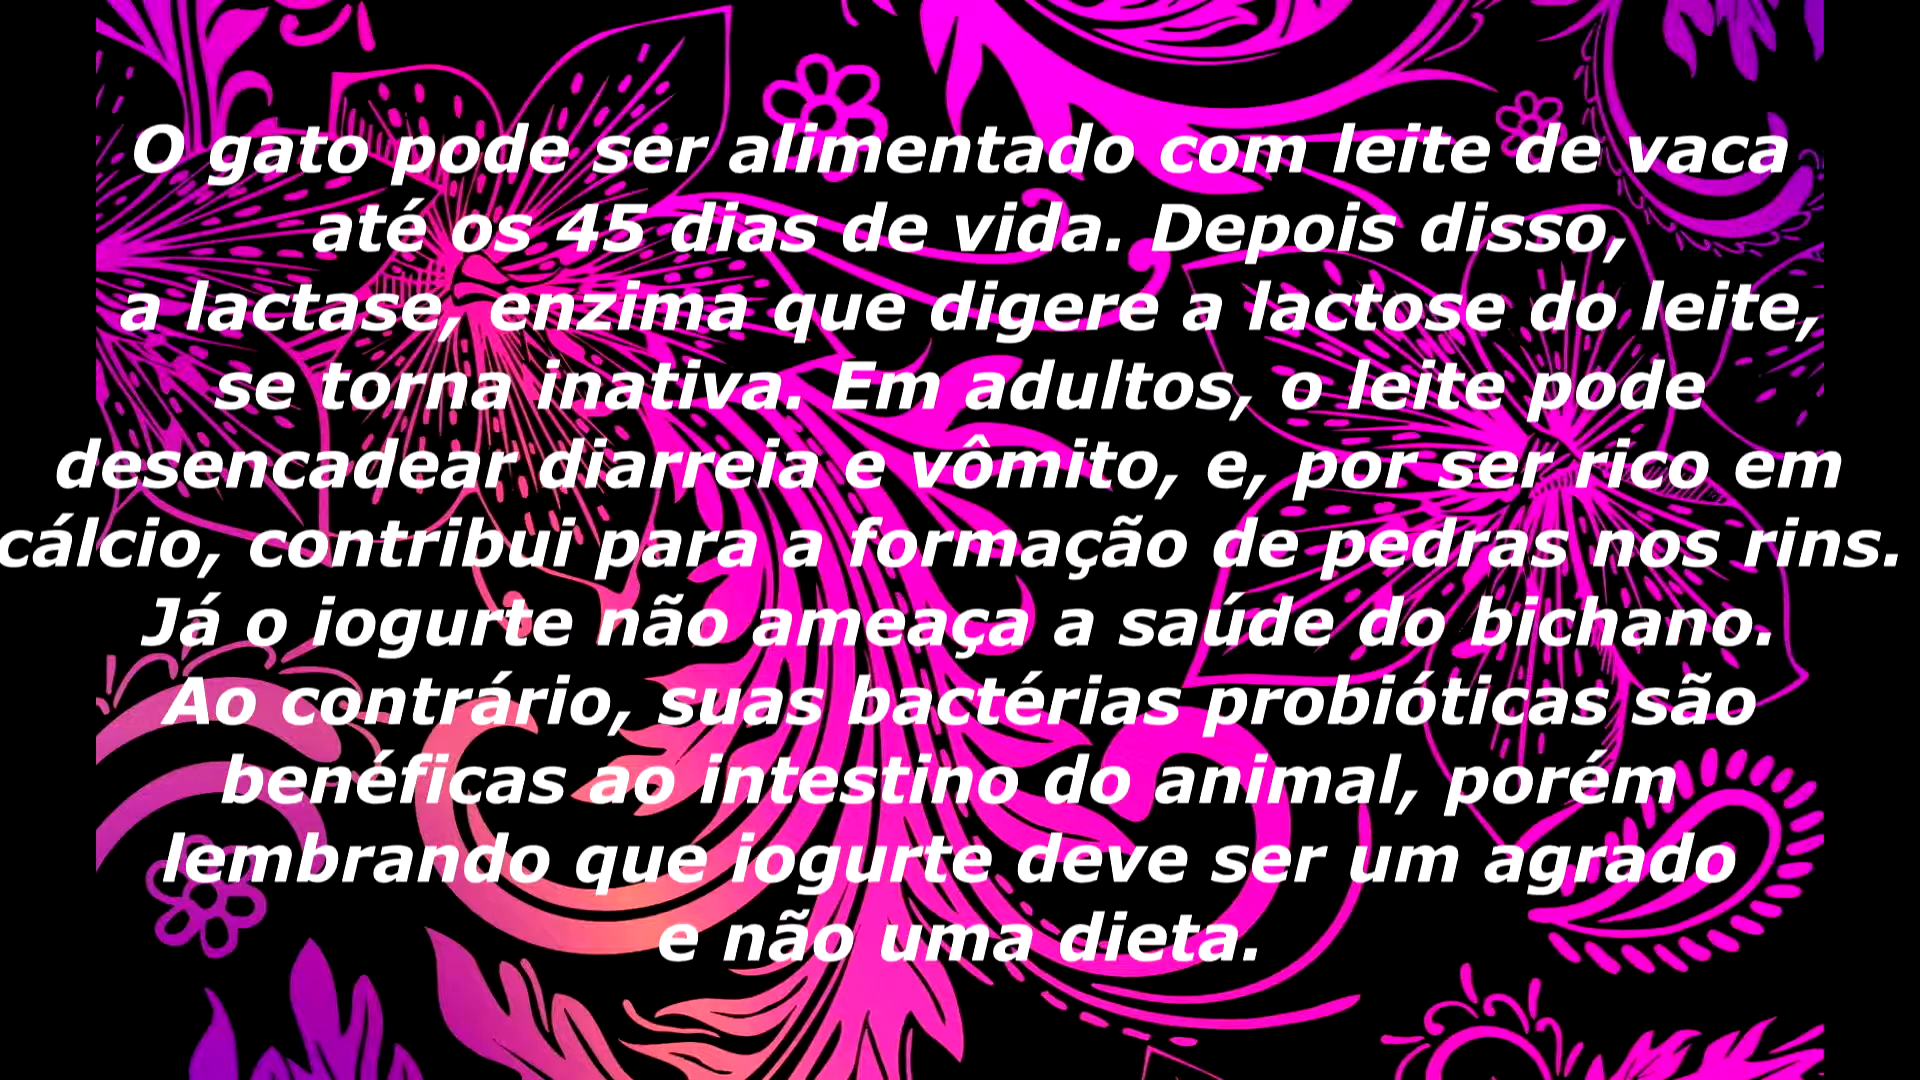 O gato pode ser alimentado com leite de vaca
até os 45 dias de vida. Depois disso,
a lactase, enzima que digere a lactose do leite,
se torna inativa. Em adultos, o leite pode
desencadear diarreia e vômito, e, por ser rico em
cálcio, contribui para a formação de pedras nos rins.
Já o iogurte não ameaça a saúde do bichano.
Ao contrário, suas bactérias probióticas são
benéficas ao intestino do animal, porém
lembrando que iogurte deve ser um agrado
e não uma dieta.